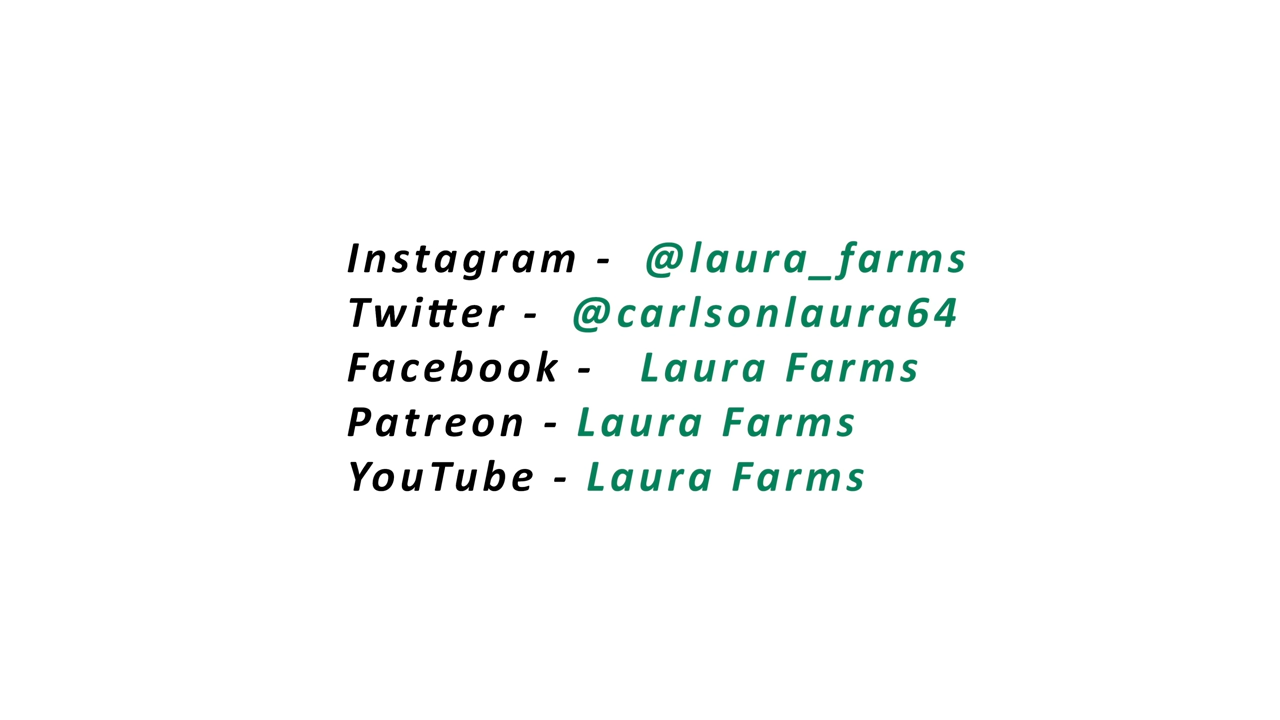 Instagram - @laura_farms
Twitter - @carlsonlaura64
Facebook - Laura Farms
Patreon - Laura Farms
YouTube - Laura Farms